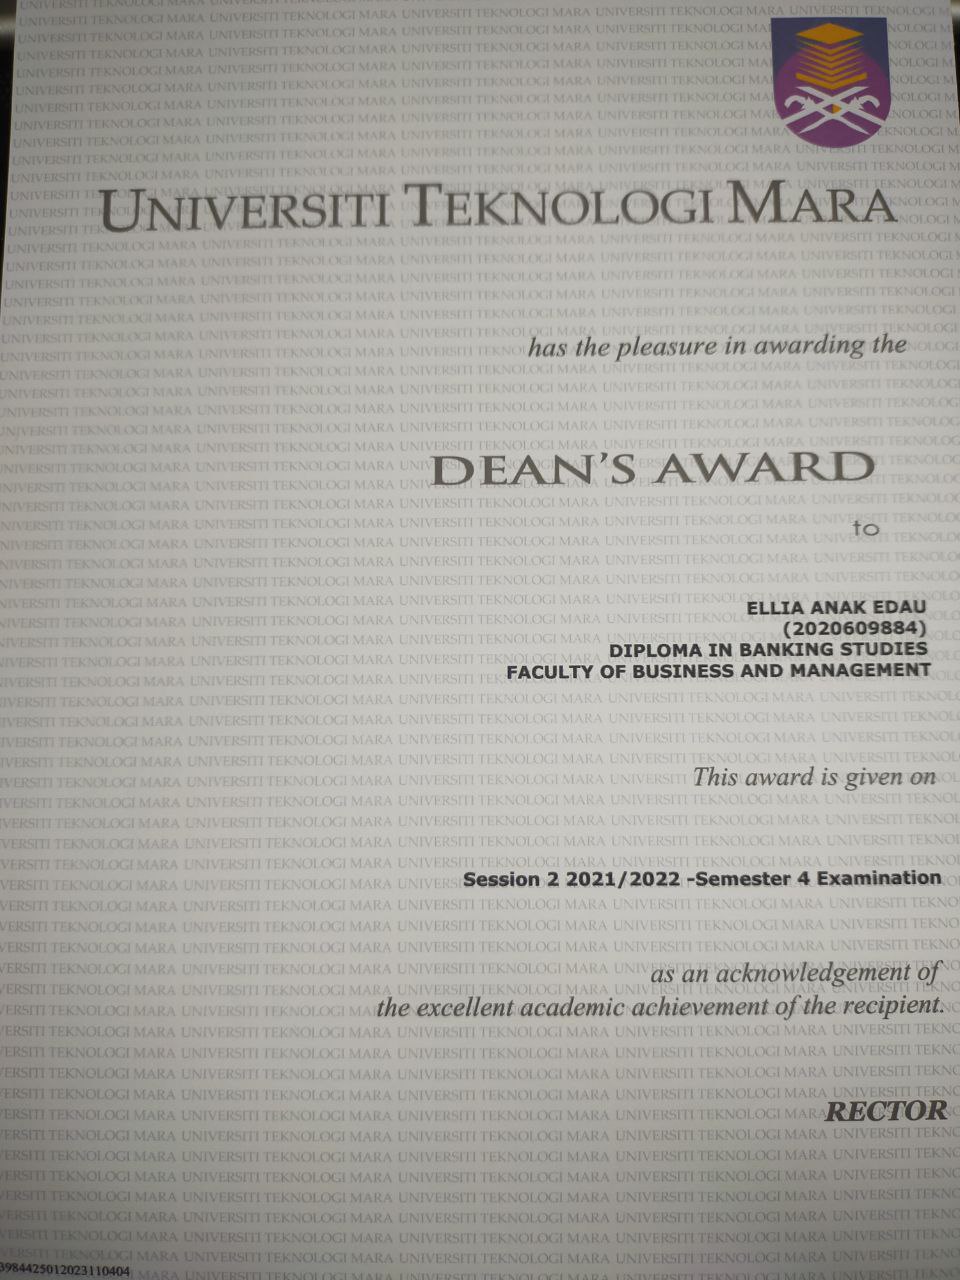 UNIVERSITI TEKNOLOGI MARA
has the pleasure in awarding the
DEAN'S AWARD
to
ELLIA ANAK EDAU
(2020609884)
DIPLOMA IN BANKING STUDIES
FACULTY OF BUSINESS AND MANAGEMENT
This award is given on
Session 2 2021/2022 -Semester 4 Examination
as an acknowledgement of
the excellent academic achievement of the recipient.
RECTOR
3984425012023110404